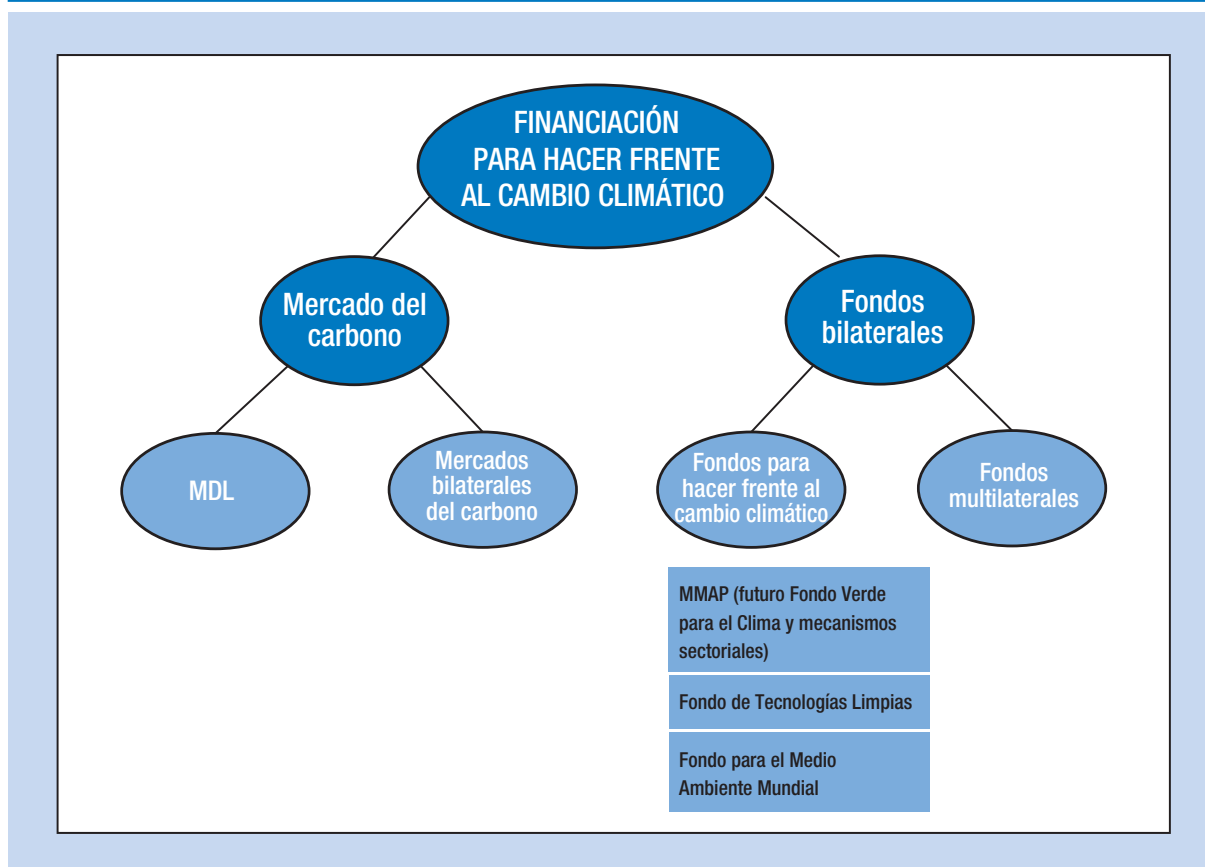 FINANCIACIÓN
PARA HACER FRENTE
AL CAMBIO CLIMÁTICO
Mercado del
carbono
Fondos
bilaterales
MDL
Mercados
bilaterales
del carbono
Fondos para
hacer frente al
cambio climático
Fondos
multilaterales
MMAP (futuro Fondo Verde
para el Clima y mecanismos
sectoriales)
Fondo de Tecnologías Limpias
Fondo para el Medio
Ambiente Mundial